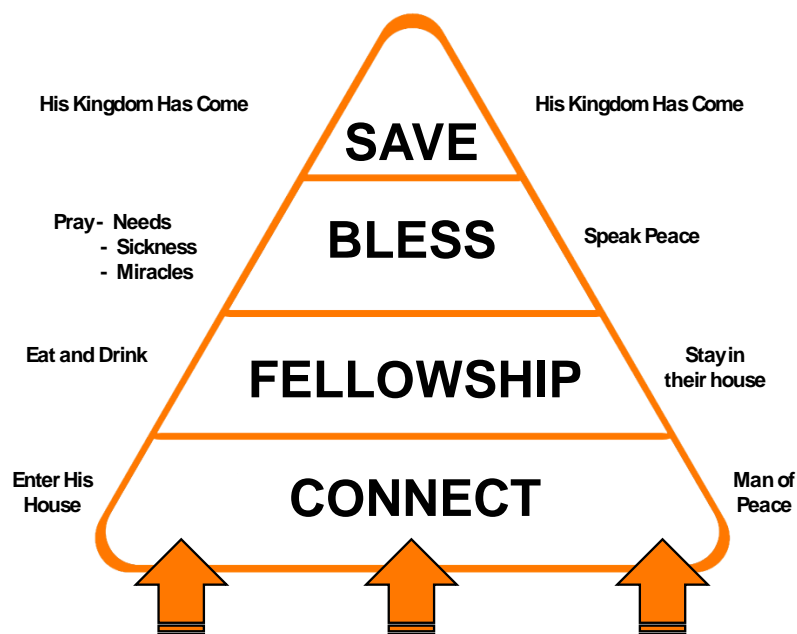 His Kingdom Has Come
His Kingdom Has Come
SAVE
Pray - Needs
- Sickness
- Miracles
BLESS
Speak Peace
Eat and Drink
FELLOWSHIP
Stay in
their house
Enter His
House
CONNECT
Man of
Peace